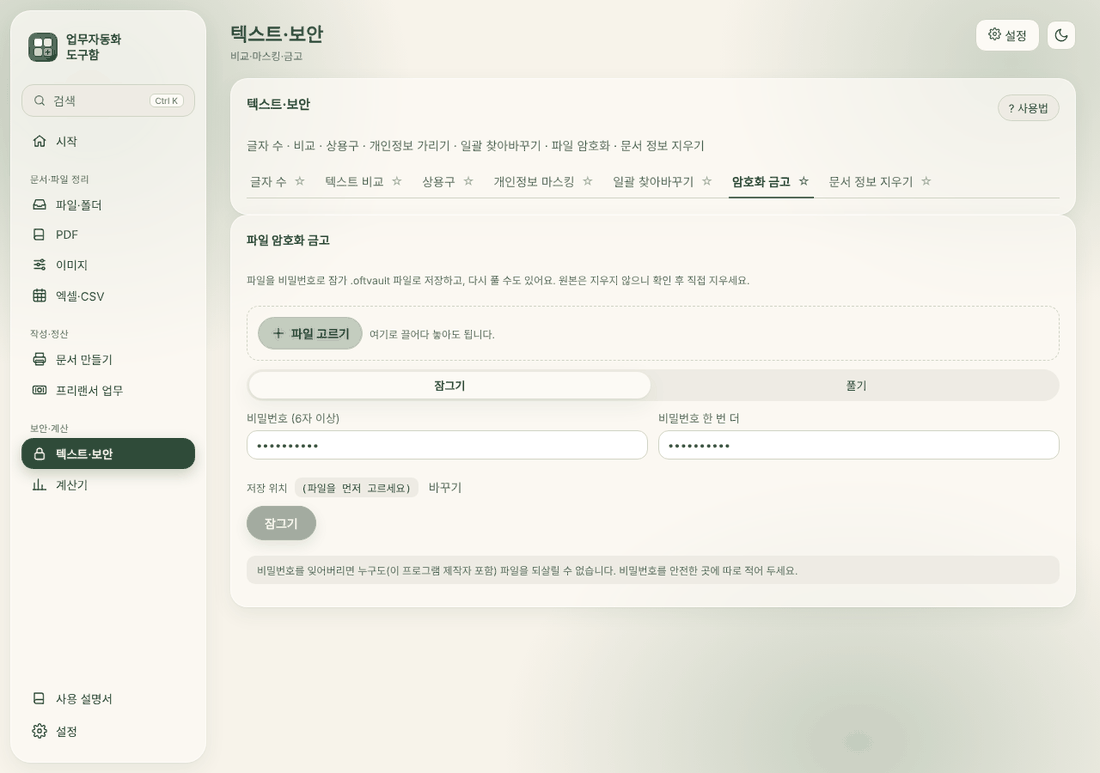 업무자동화
도구함
검색
Ctrl K
시작
문서·파일 정리
파일·폴더
PDF
이미지
엑셀·CSV
작성·정산
문서 만들기
프리랜서 업무
보안·계산
텍스트·보안
계산기
사용 설명서
설정
텍스트·보안
비교·마스킹·금고
설정
텍스트·보안
? 사용법
글자 수 · 비교 · 상용구 · 개인정보 가리기 · 일괄 찾아바꾸기 · 파일 암호화 · 문서 정보 지우기
글자 수 ☆ 텍스트 비교 ☆ 상용구 ☆ 개인정보 마스킹 ☆ 일괄 찾아바꾸기 ☆ 암호화 금고 ☆ 문서 정보 지우기 ☆
파일 암호화 금고
파일을 비밀번호로 잠가 .oftvault 파일로 저장하고, 다시 풀 수도 있어요. 원본은 지우지 않으니 확인 후 직접 지우세요.
+ 파일 고르기 여기로 끌어다 놓아도 됩니다.
잠그기 풀기
비밀번호 (6자 이상) 비밀번호 한 번 더
•••••••••• ••••••••••
저장 위치 (파일을 먼저 고르세요) 바꾸기
잠그기
비밀번호를 잊어버리면 누구도(이 프로그램 제작자 포함) 파일을 되살릴 수 없습니다. 비밀번호를 안전한 곳에 따로 적어 두세요.